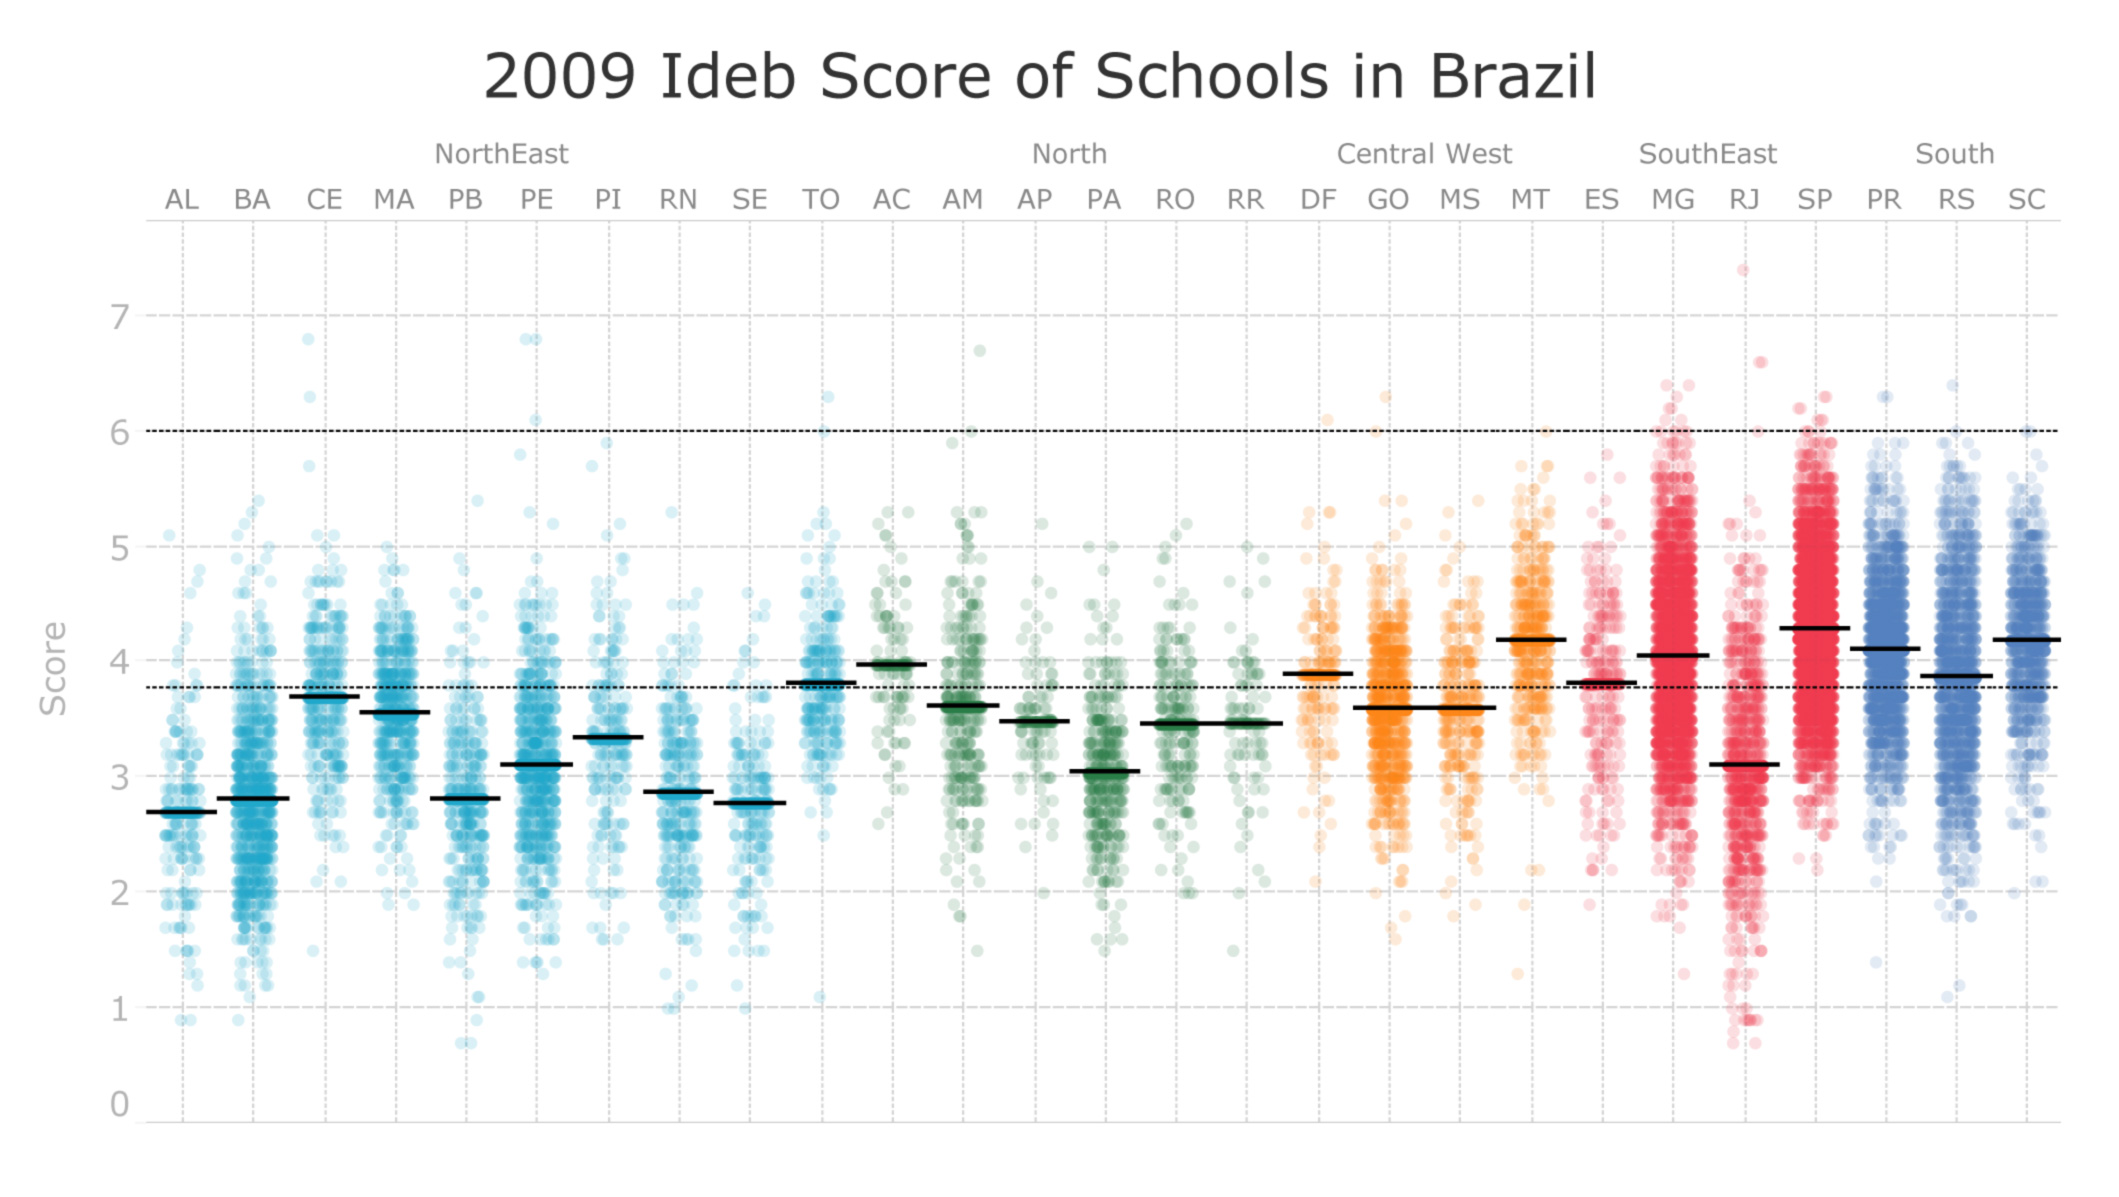 2009 Ideb Score of Schools in Brazil
NorthEast North Central West SouthEast South
AL BA CE MA PB PE PI RN SE TO AC AM AP PA RO RR DF GO MS MT ES MG RJ SP PR RS SC
7
6
5
4
3
2
1
0
Score